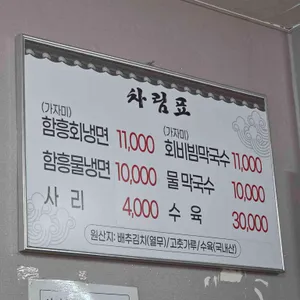 차림표
(가자미) (가자미)
함흥회냉면 11,000 회비빔막국수 11,000
함흥물냉면 10,000 물막국수 10,000
사리 4,000 수육 30,000
원산지: 배추김치(열무)/고춧가루/수육(국내산)